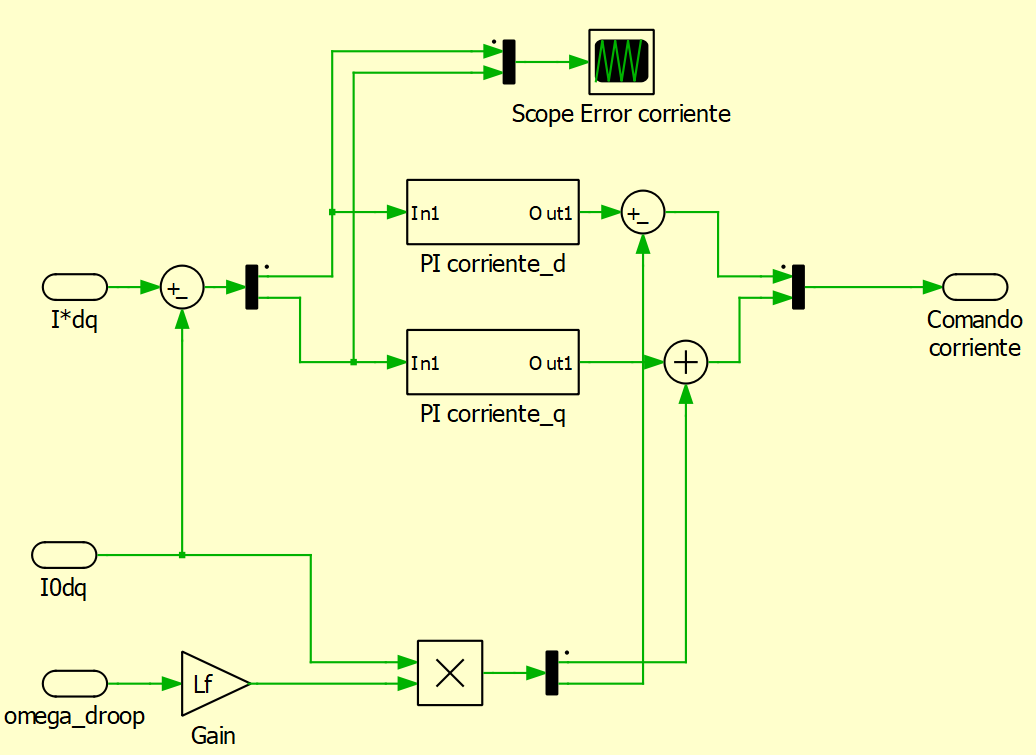 Scope Error corriente
In1
Out1
+
−
PI corriente_d
I*dq
+
−
Comando
corriente
In1
Out1
+
PI corriente_q
I0dq
×
Lf
omega_droop
Gain